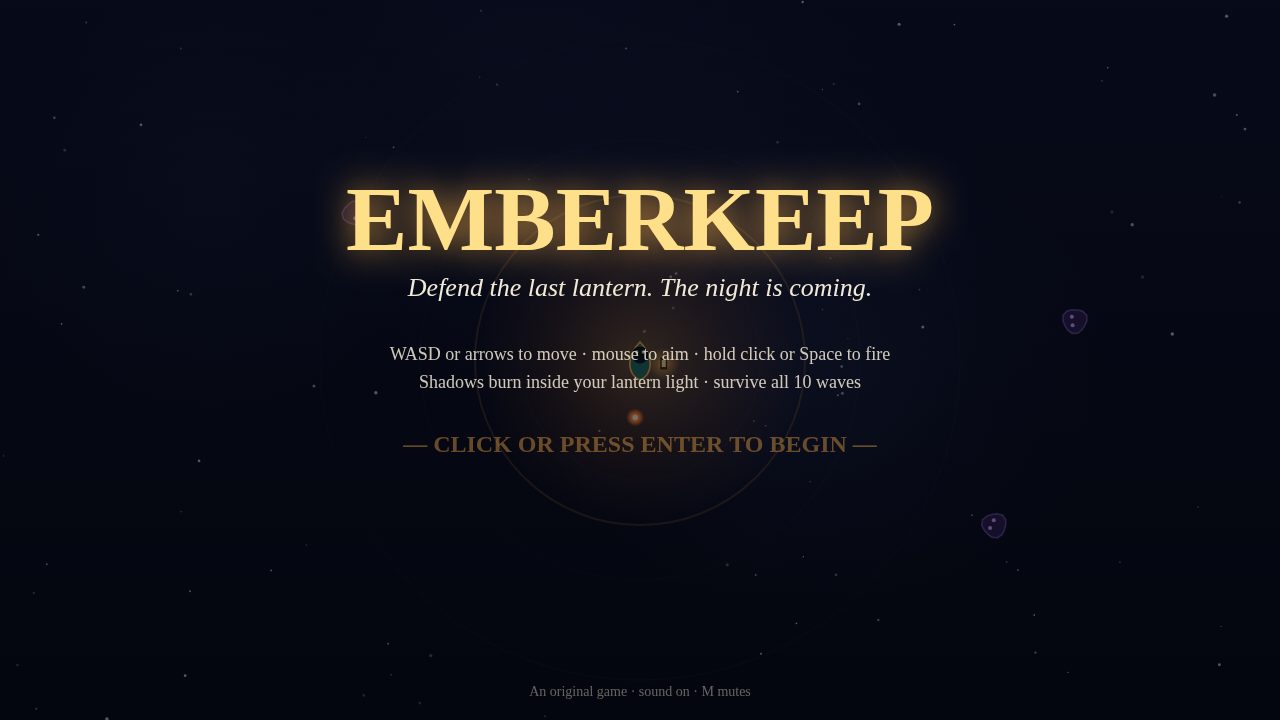 EMBERKEEP
Defend the last lantern. The night is coming.
WASD or arrows to move · mouse to aim · hold click or Space to fire
Shadows burn inside your lantern light · survive all 10 waves
— CLICK OR PRESS ENTER TO BEGIN —
An original game · sound on · M mutes